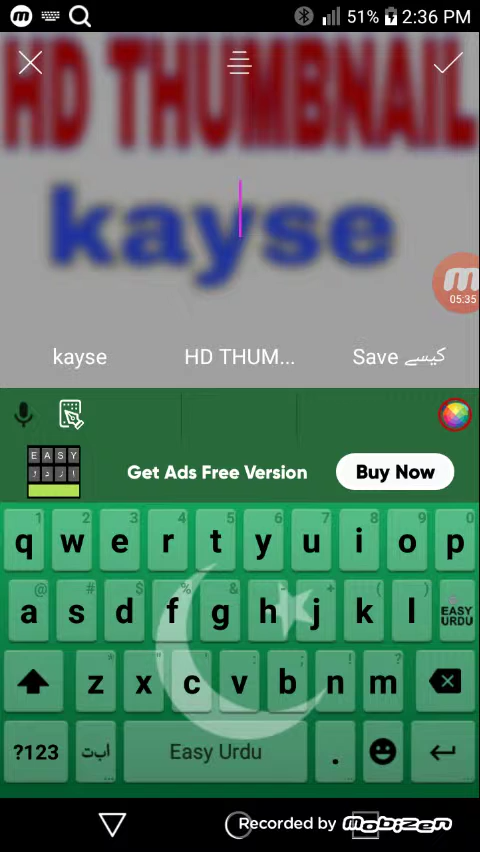 51% 2:36 PM
HD THUMBNAIL
kayse
05:35
kayse HD THUM... Save کیسے
EASY
اردو
Get Ads Free Version
Buy Now
1 2 3 4 5 6 7 8 9 0
q w e r t y u i o p
@ # $ % & - + ( )
a s d f g h j k l EASY URDU
* " ' : ; ! ?
z x c v b n m
?123 ا ب ت Easy Urdu .
Recorded by Mobizen